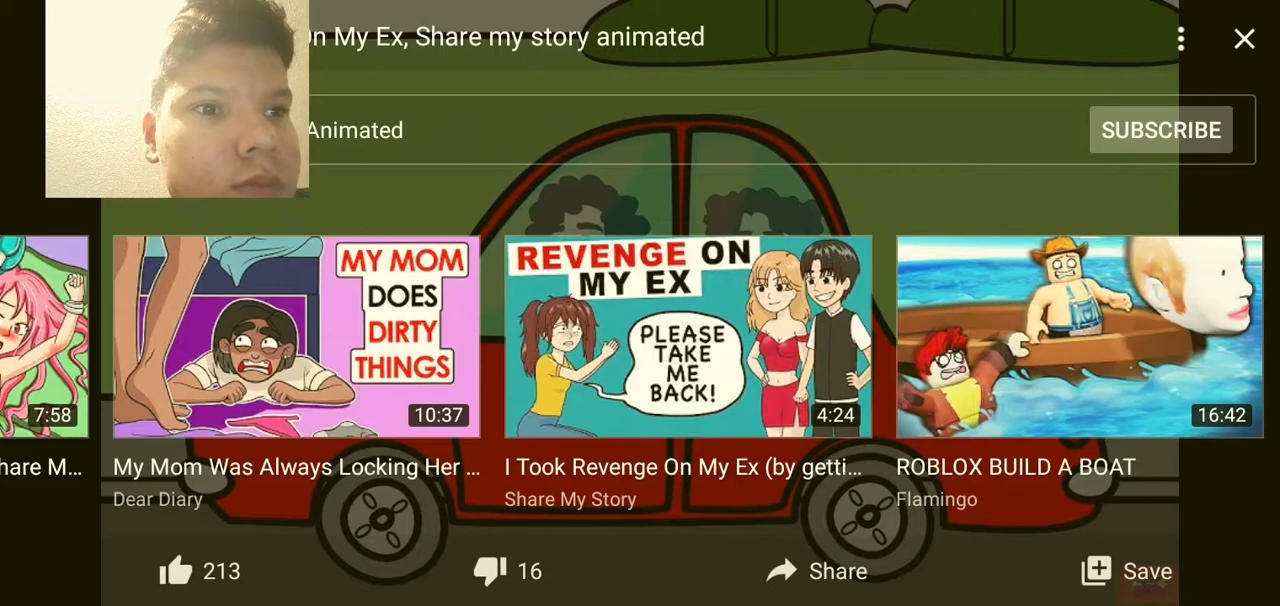 On My Ex, Share my story animated
Animated
SUBSCRIBE
MY MOM
DOES
DIRTY
THINGS
REVENGE ON
MY EX
PLEASE
TAKE
ME
BACK!
7:58
10:37
4:24
16:42
hare M...
My Mom Was Always Locking Her ...
I Took Revenge On My Ex (by getti...
ROBLOX BUILD A BOAT
Dear Diary
Share My Story
Flamingo
213
16
Share
Save